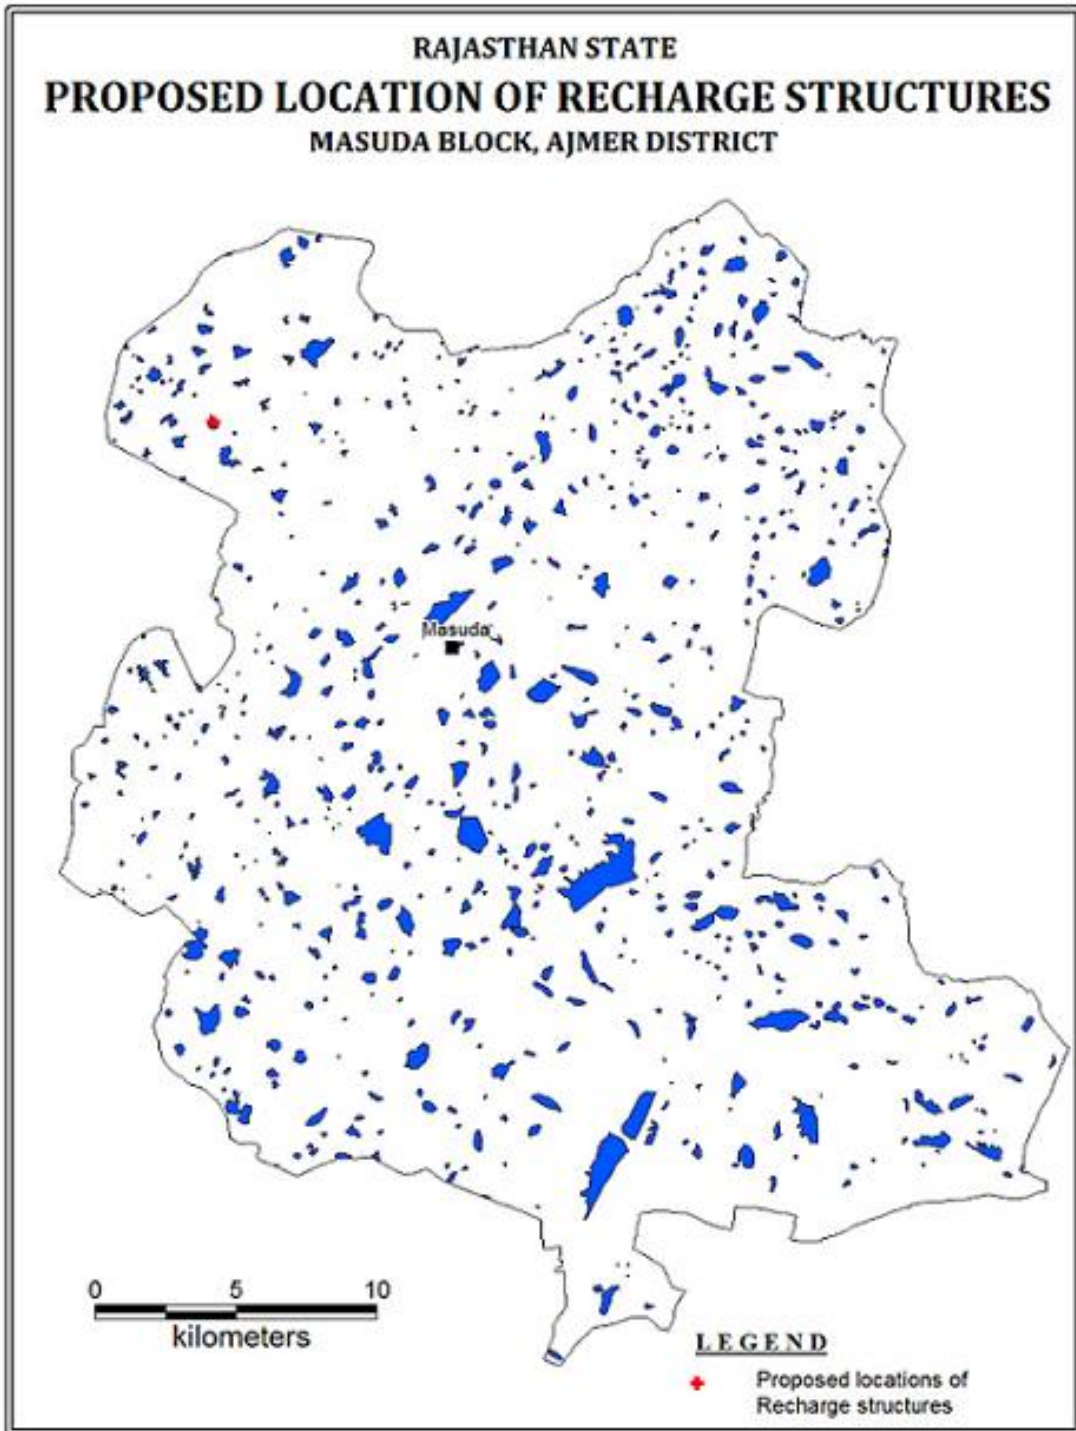 RAJASTHAN STATE
PROPOSED LOCATION OF RECHARGE STRUCTURES
MASUDA BLOCK, AJMER DISTRICT
Masuda
0 5 10
kilometers
LEGEND
Proposed locations of
Recharge structures